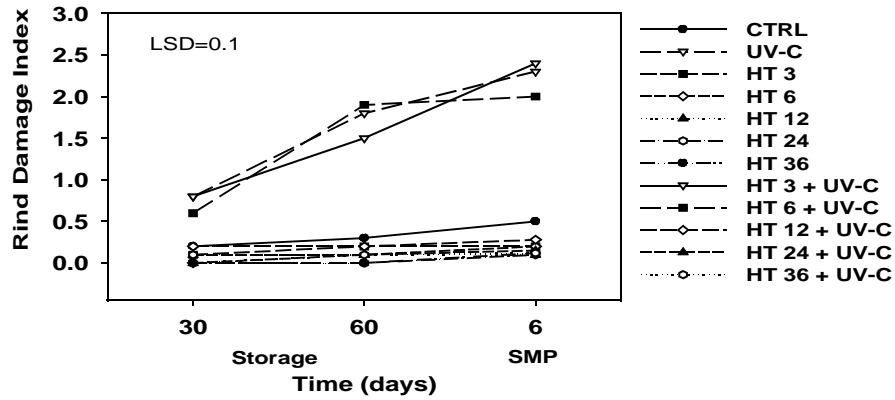 Rind Damage Index
3.0
2.5
2.0
1.5
1.0
0.5
0.0
LSD=0.1
30 60 6
Storage SMP
Time (days)
CTRL
UV-C
HT 3
HT 6
HT 12
HT 24
HT 36
HT 3 + UV-C
HT 6 + UV-C
HT 12 + UV-C
HT 24 + UV-C
HT 36 + UV-C